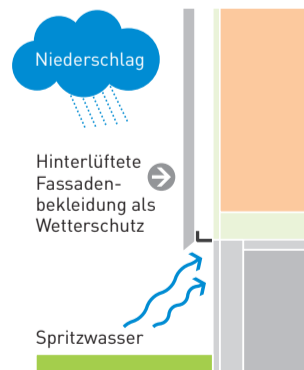 Niederschlag
Hinterlüftete
Fassaden-
bekleidung als
Wetterschutz
Spritzwasser